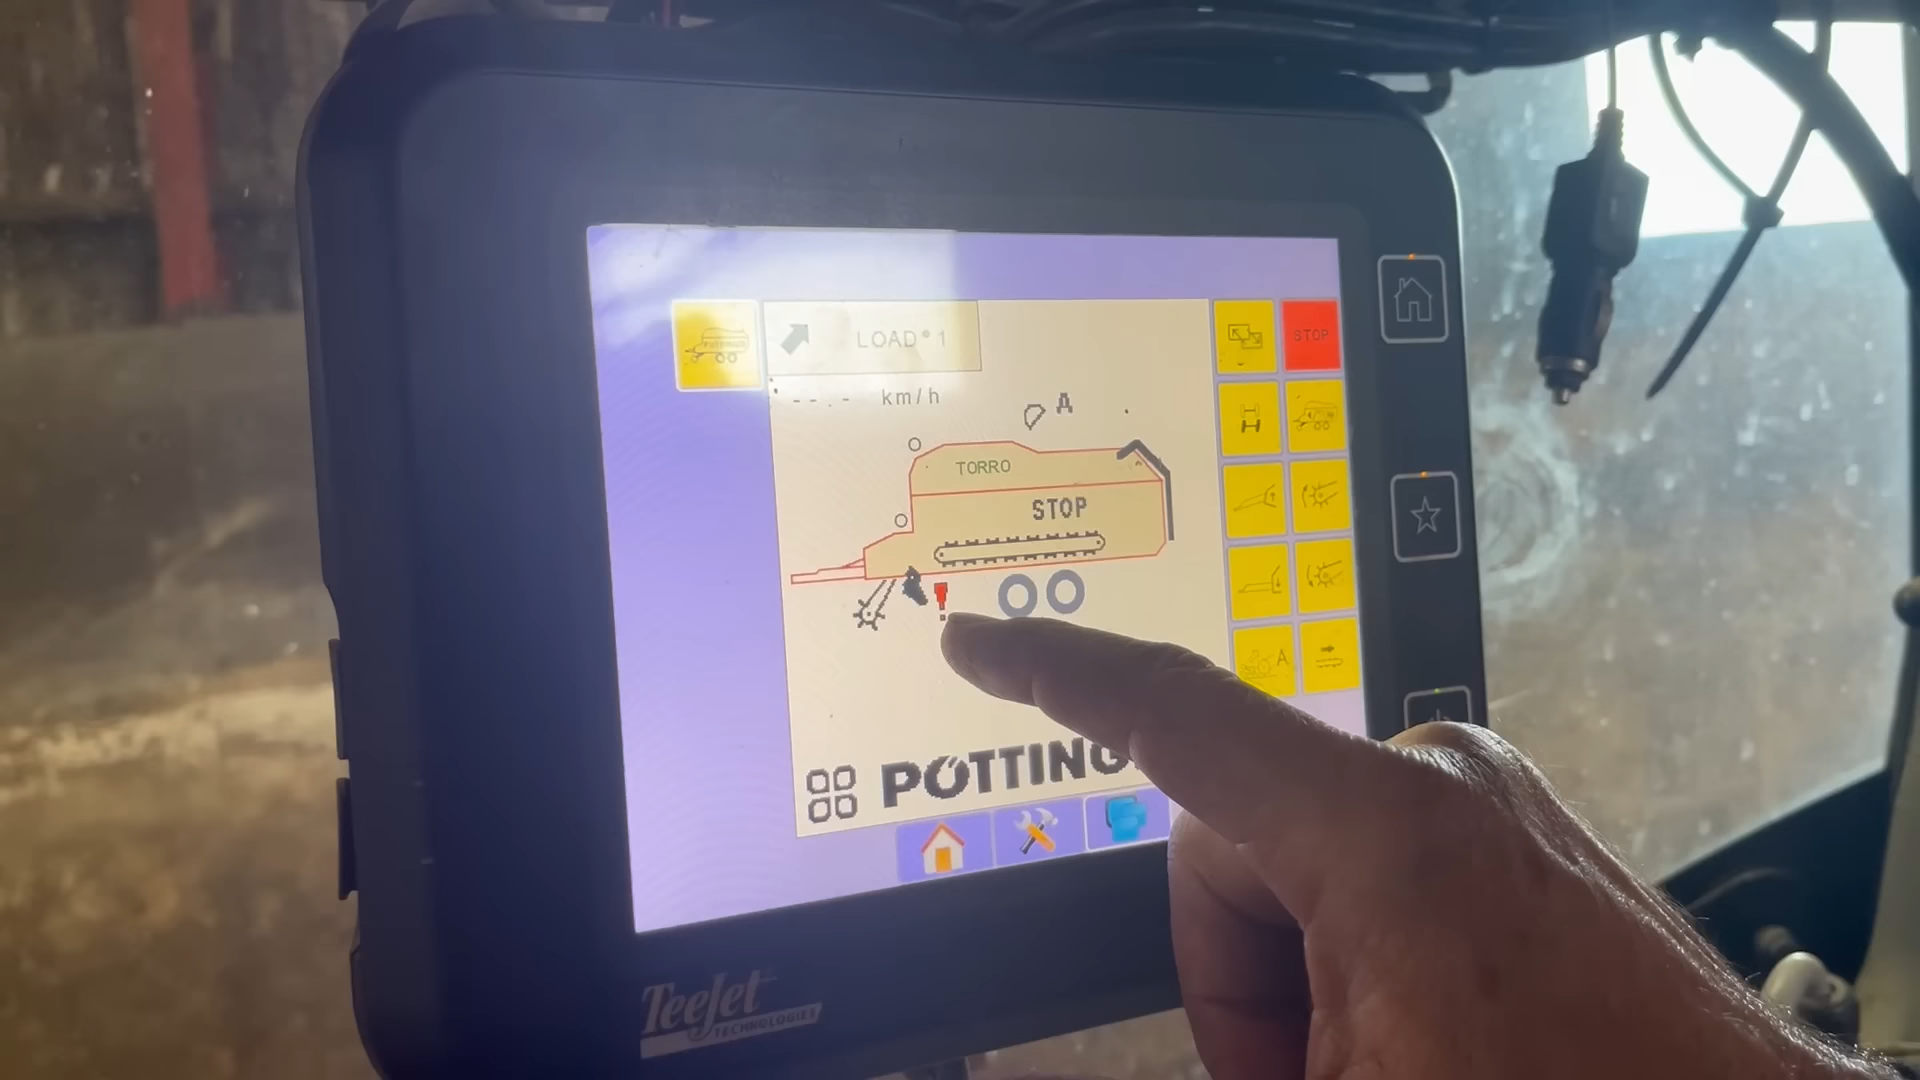 LOAD° 1
STOP
--.- km/h
A
TORRO
STOP
A
PÖTTING
TeeJet
TECHNOLOGIES